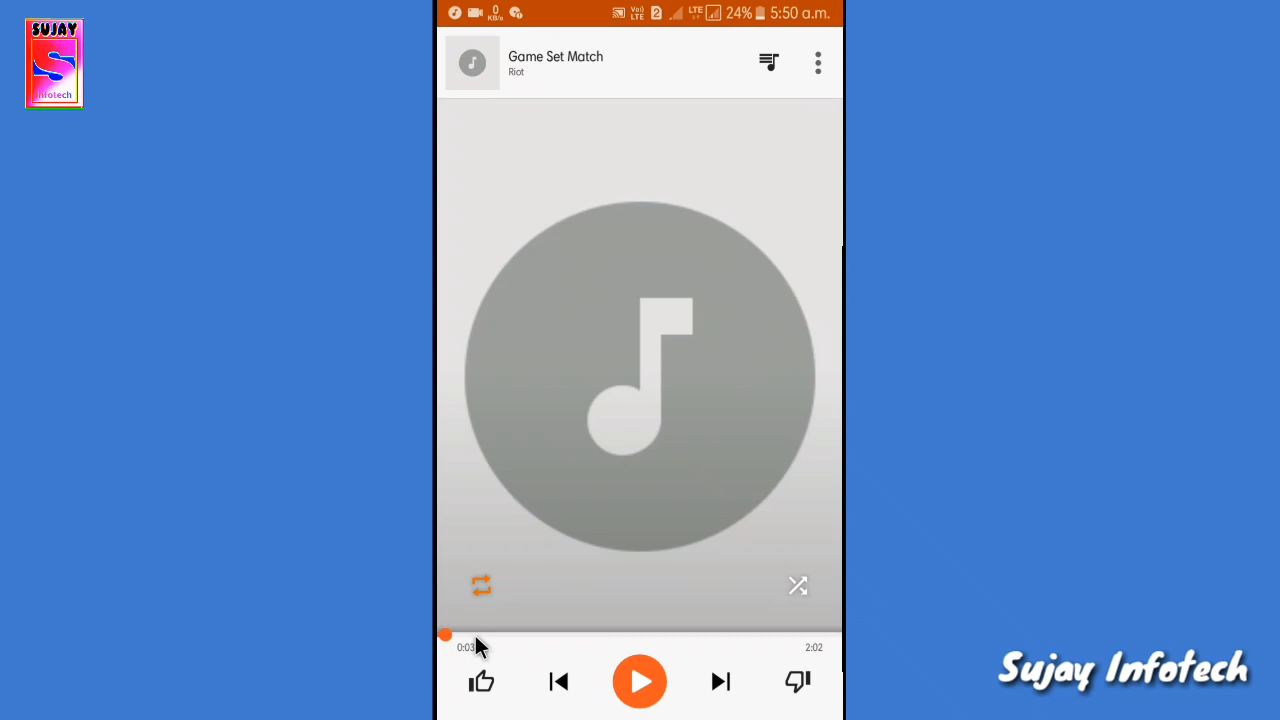 SUJAY
infotech
0
KB/s
Vo))
LTE
2
LTE
24%
5:50 a.m.
Game Set Match
Riot
0:03
2:02
Sujay Infotech